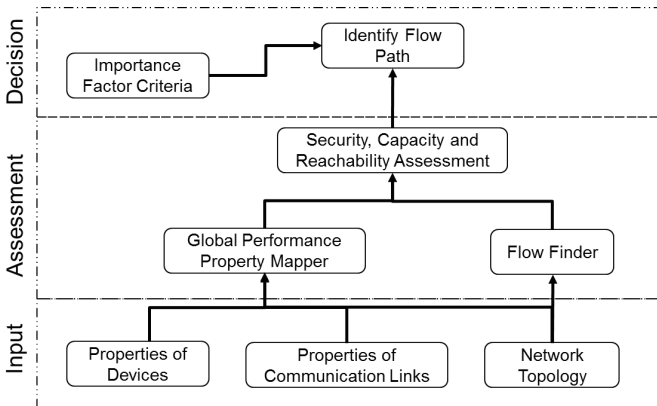 Decision
Identify Flow
Path
Importance
Factor Criteria
Assessment
Security, Capacity and
Reachability Assessment
Global Performance
Property Mapper
Flow Finder
Input
Properties of
Devices
Properties of
Communication Links
Network
Topology